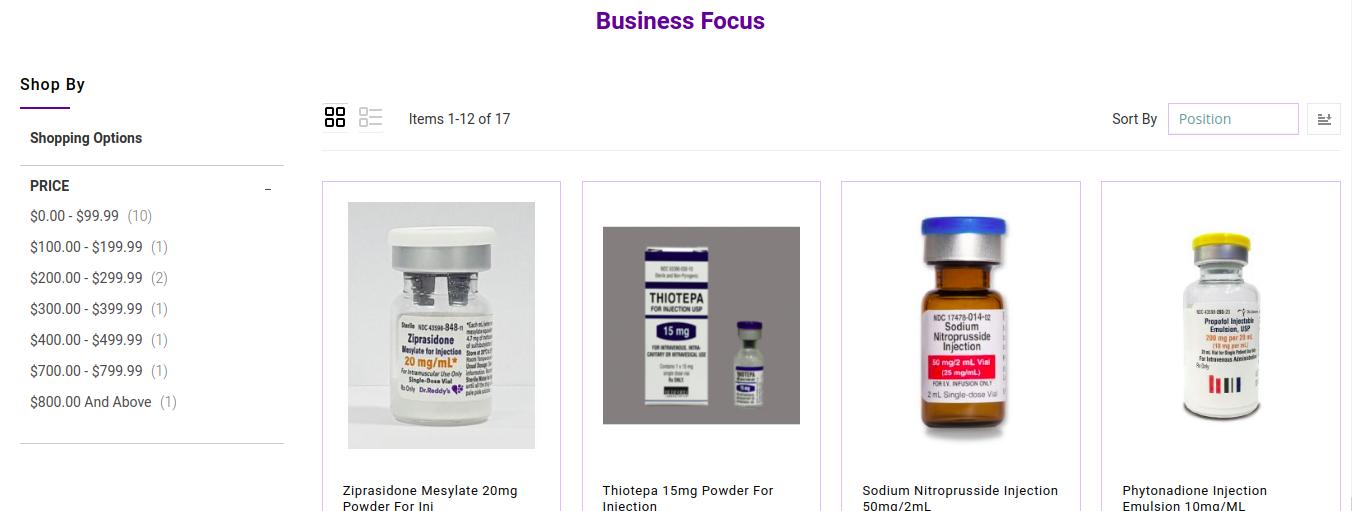 Business Focus
Shop By
Shopping Options
PRICE
$0.00 - $99.99 (10)
$100.00 - $199.99 (1)
$200.00 - $299.99 (2)
$300.00 - $399.99 (1)
$400.00 - $499.99 (1)
$700.00 - $799.99 (1)
$800.00 And Above (1)
Items 1-12 of 17
Sort By
Position
Sterile NDC 43598-848-11
Ziprasidone
Mesylate for Injection
20 mg/mL*
For Intramuscular Use Only
Single-Dose Vial
Rx Only Dr.Reddy's
THIOTEPA
FOR INJECTION USP
15 mg
Rx ONLY
THIOTEPA
NDC 17478-014-02
Sodium
Nitroprusside
Injection
50 mg/2 mL Vial
(25 mg/mL)
FOR I.V. INFUSION ONLY
2 mL Single-dose Vial
Propofol Injectable
Emulsion, USP
200 mg per 20 mL
(10 mg per mL)
For Intravenous Administration
Rx Only
Ziprasidone Mesylate 20mg
Powder For Inj
Thiotepa 15mg Powder For
Injection
Sodium Nitroprusside Injection
50mg/2mL
Phytonadione Injection
Emulsion 10mg/ML